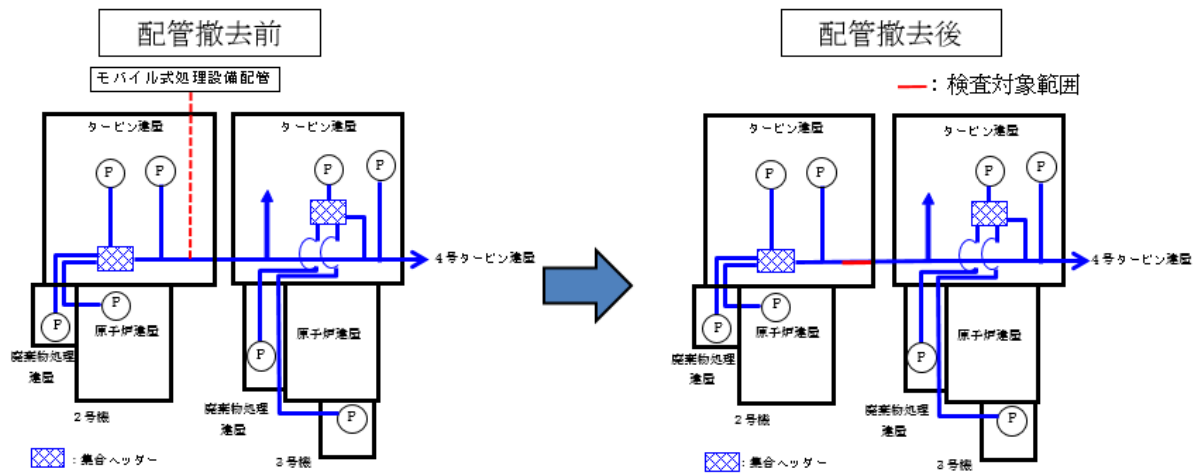 配管撤去前
モバイル式処理設備配管
タービン建屋
タービン建屋
P
P
P
P
4号タービン建屋
P
P
原子炉建屋
原子炉建屋
廃棄物処理
建屋
P
2号機
廃棄物処理
建屋
P
3号機
:集合ヘッダー
配管撤去後
:検査対象範囲
タービン建屋
タービン建屋
P
P
P
P
4号タービン建屋
P
P
原子炉建屋
原子炉建屋
廃棄物処理
建屋
P
2号機
廃棄物処理
建屋
P
3号機
:集合ヘッダー